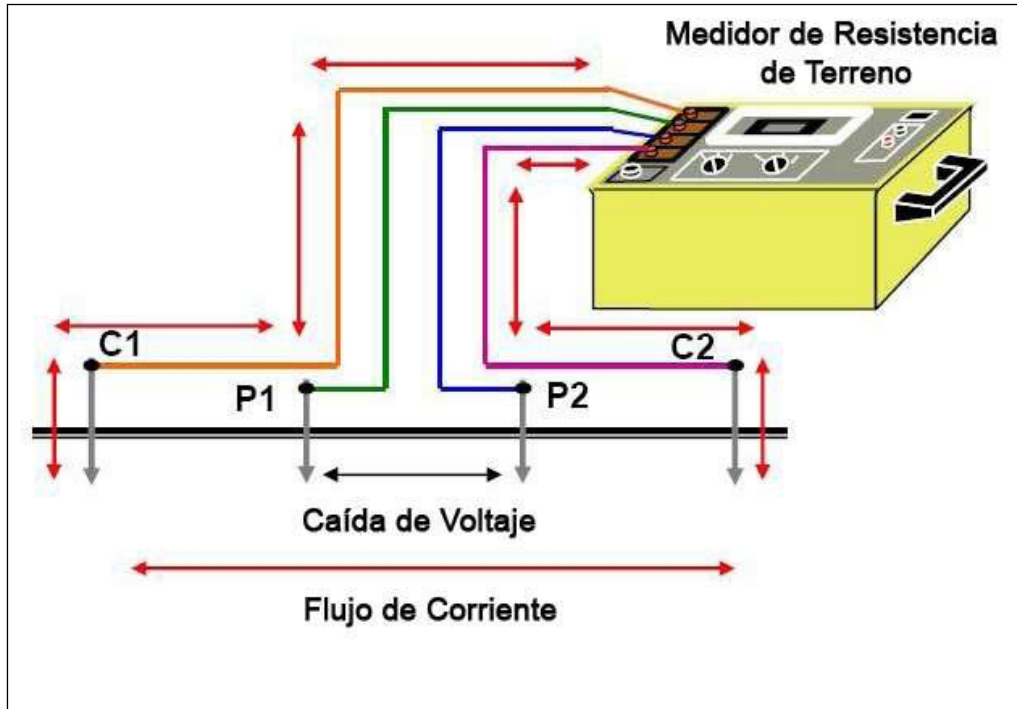 Medidor de Resistencia
de Terreno
C1
C2
P1
P2
Caída de Voltaje
Flujo de Corriente